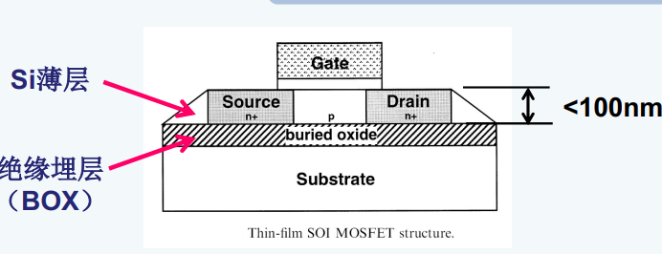 Gate
Si薄层
Source
Drain
<100nm
n+
p
n+
buried oxide
绝缘埋层
（BOX）
Substrate
Thin-film SOI MOSFET structure.